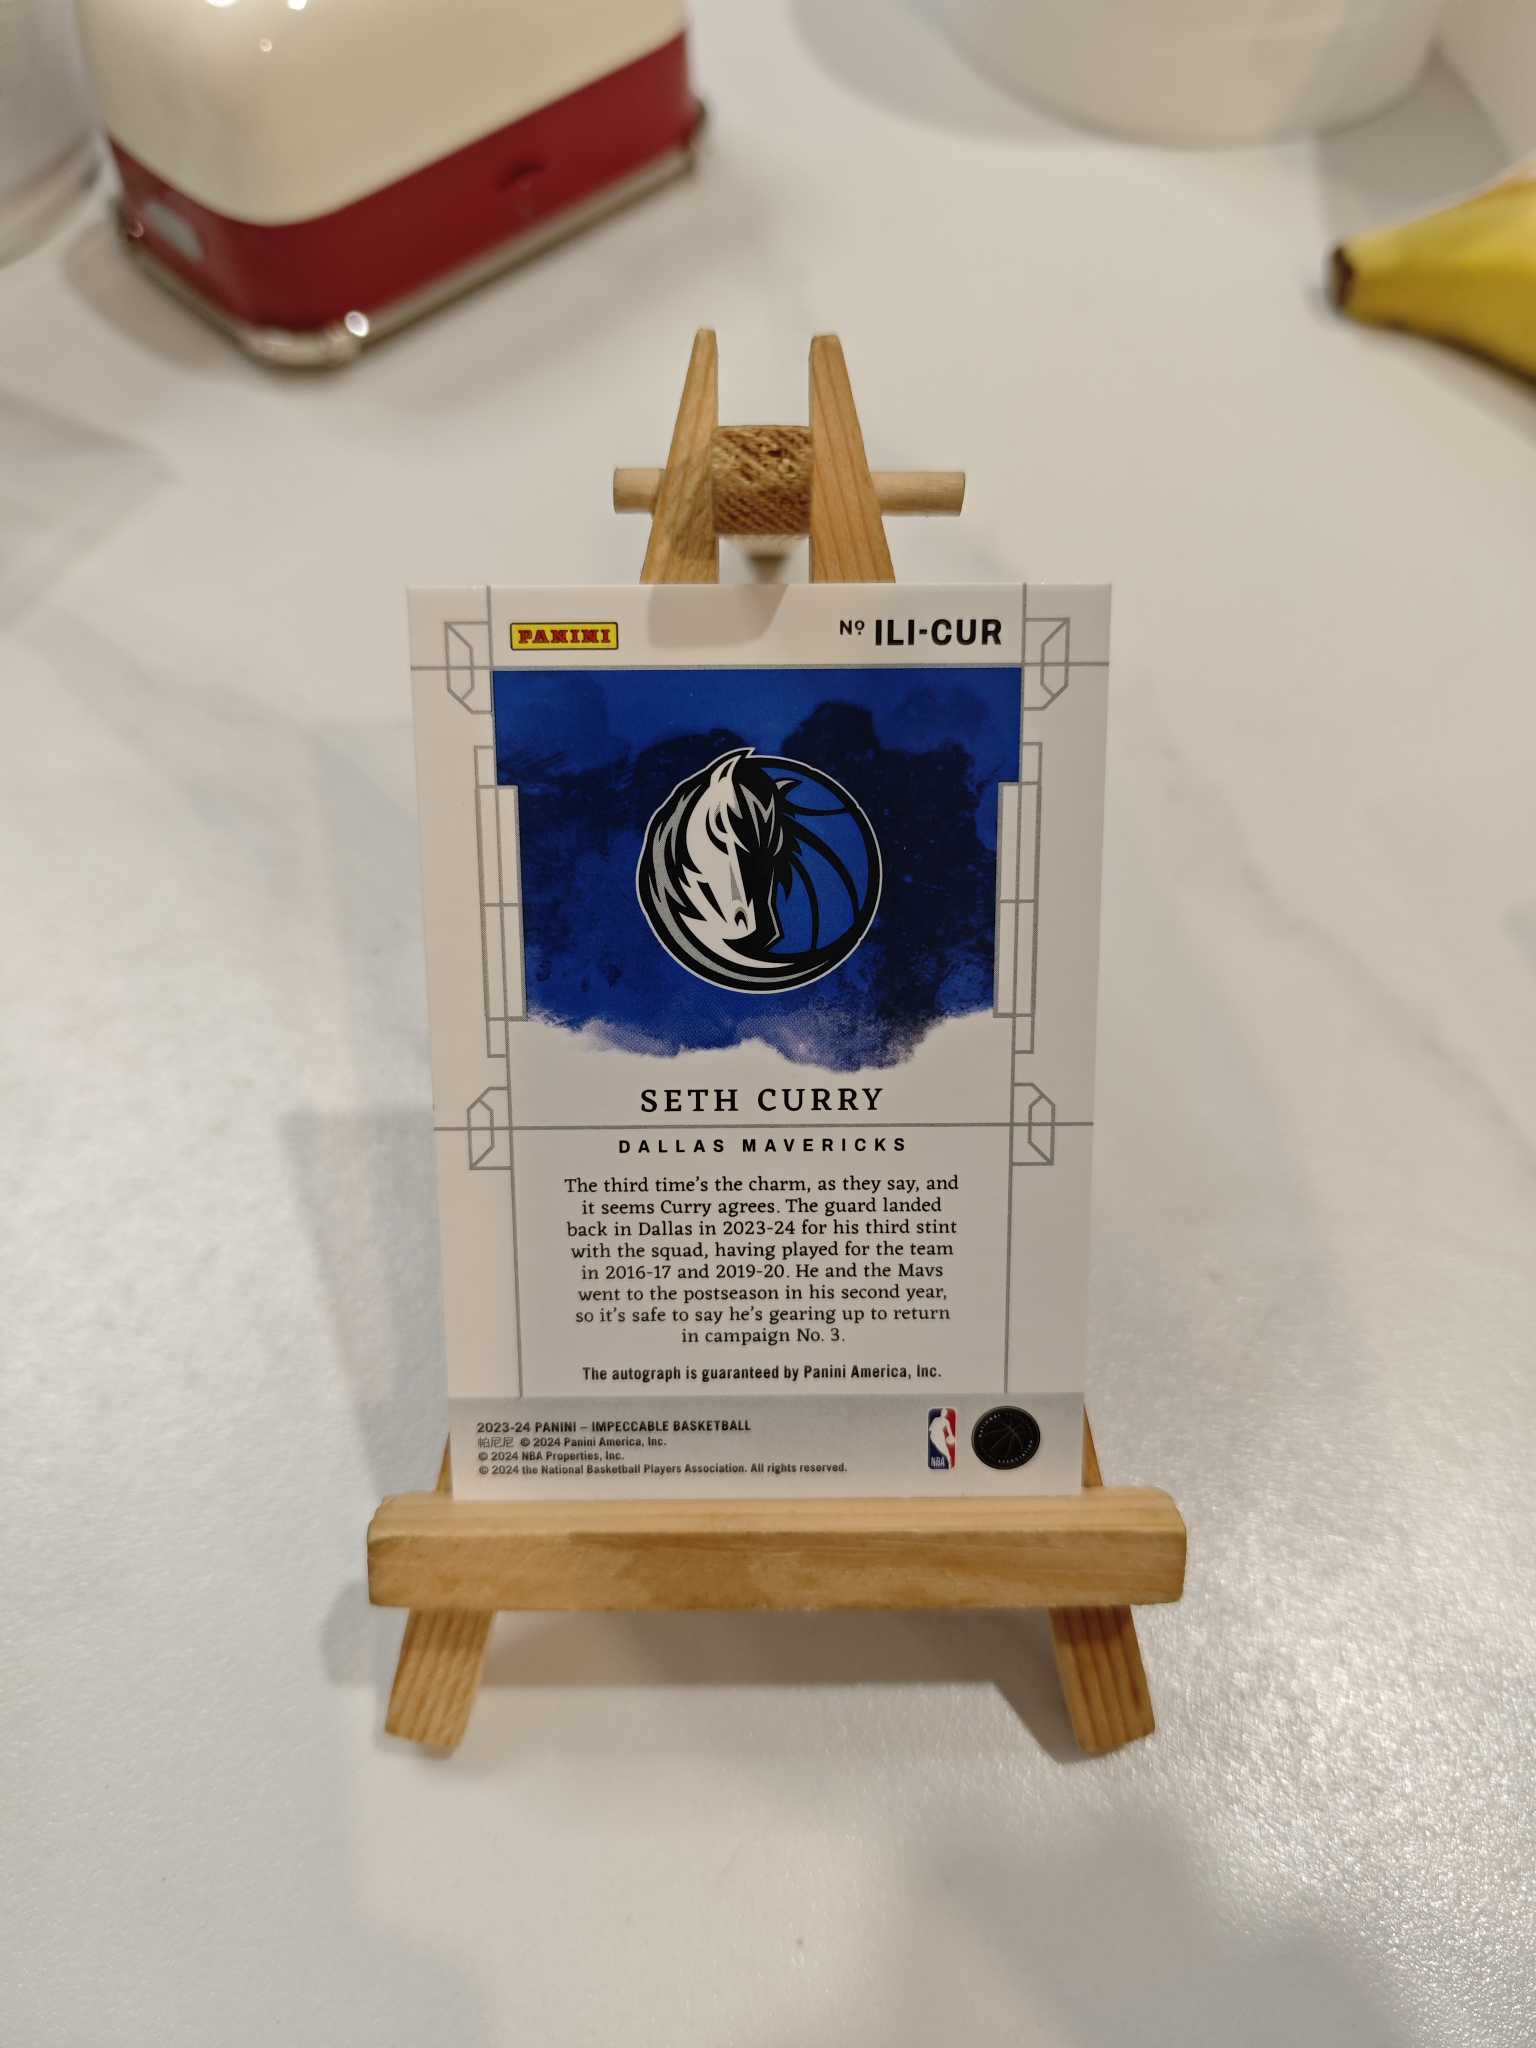 PANINI
Nº ILI-CUR
SETH CURRY
DALLAS MAVERICKS
The third time's the charm, as they say, and
it seems Curry agrees. The guard landed
back in Dallas in 2023-24 for his third stint
with the squad, having played for the team
in 2016-17 and 2019-20. He and the Mavs
went to the postseason in his second year,
so it's safe to say he's gearing up to return
in campaign No. 3.
The autograph is guaranteed by Panini America, Inc.
2023-24 PANINI – IMPECCABLE BASKETBALL
帕尼尼 © 2024 Panini America, Inc.
© 2024 NBA Properties, Inc.
© 2024 the National Basketball Players Association. All rights reserved.
NBA